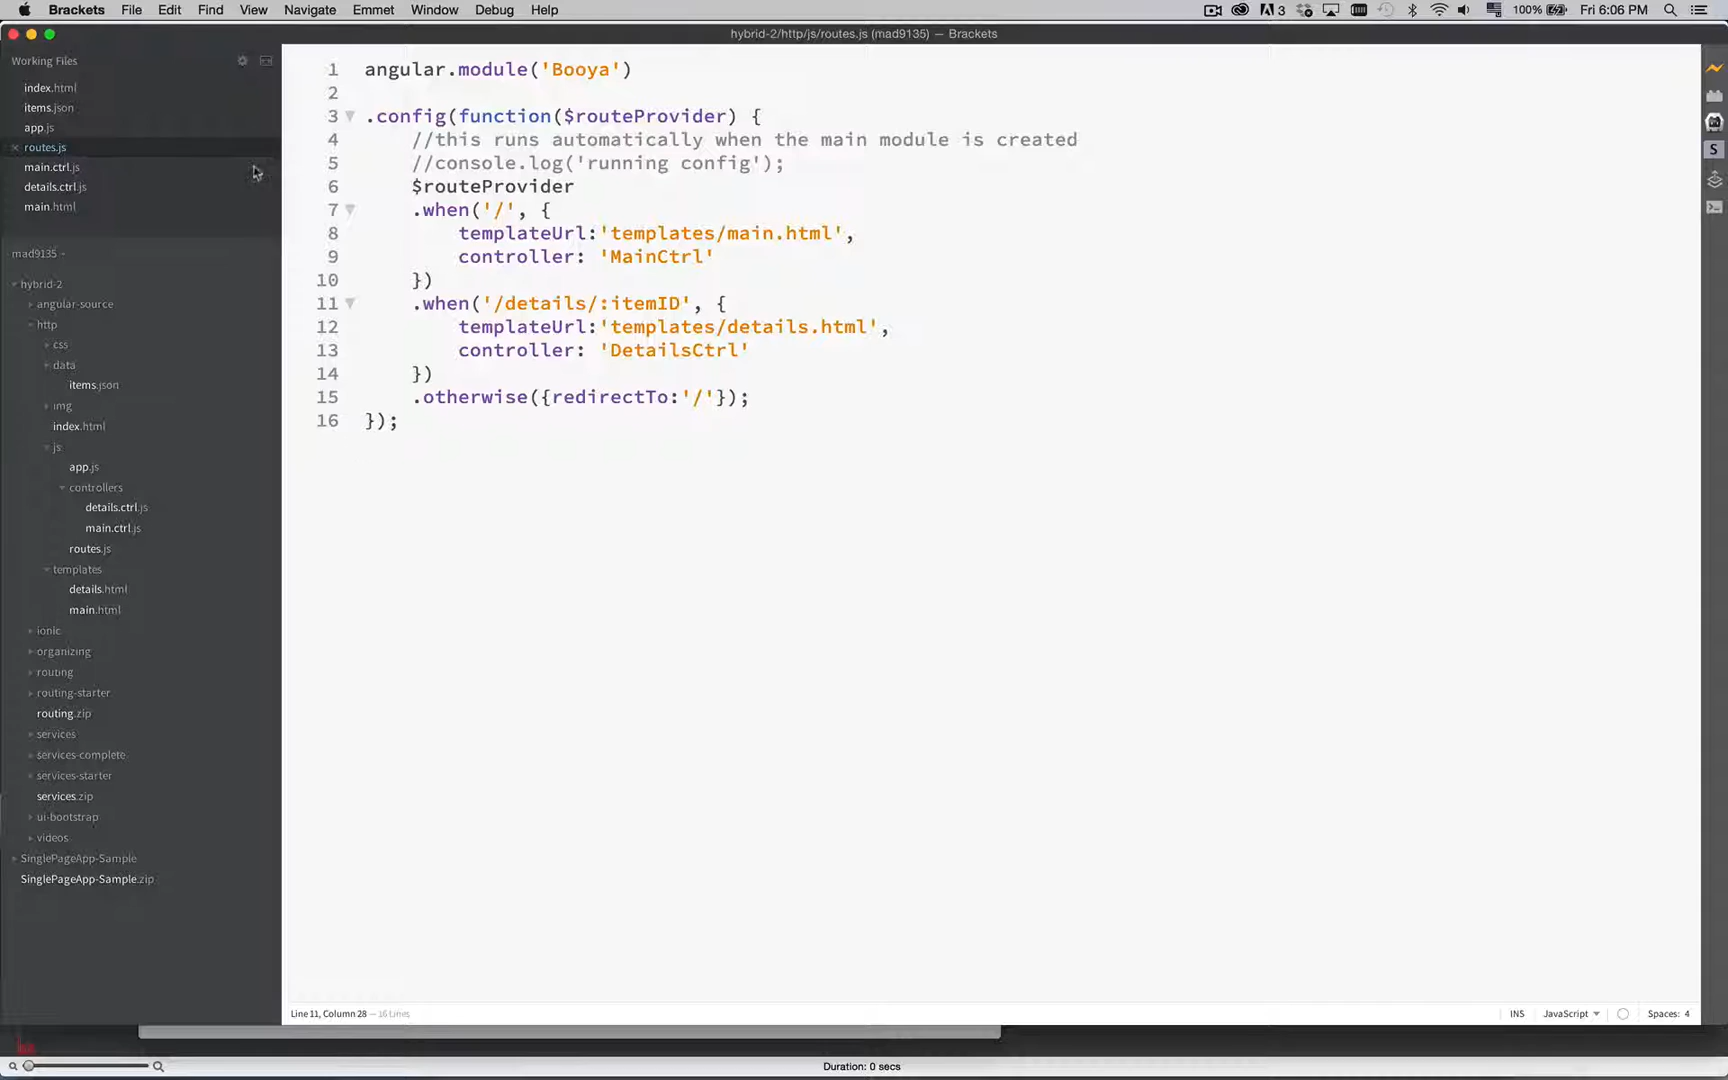 Brackets File Edit Find View Navigate Emmet Window Debug Help 3 100% Fri 6:06 PM
hybrid-2/http/js/routes.js (mad9135) — Brackets
Working Files
index.html
items.json
app.js
× routes.js
main.ctrl.js
details.ctrl.js
main.html
mad9135
hybrid-2
angular-source
http
css
data
items.json
img
index.html
js
app.js
controllers
details.ctrl.js
main.ctrl.js
routes.js
templates
details.html
main.html
ionic
organizing
routing
routing-starter
routing.zip
services
services-complete
services-starter
services.zip
ui-bootstrap
videos
SinglePageApp-Sample
SinglePageApp-Sample.zip
1 angular.module('Booya')
2
3 .config(function($routeProvider) {
4 //this runs automatically when the main module is created
5 //console.log('running config');
6 $routeProvider
7 .when('/', {
8 templateUrl:'templates/main.html',
9 controller: 'MainCtrl'
10 })
11 .when('/details/:itemID', {
12 templateUrl:'templates/details.html',
13 controller: 'DetailsCtrl'
14 })
15 .otherwise({redirectTo:'/'});
16 });
S
Line 11, Column 28 — 16 Lines
INS JavaScript Spaces: 4
Duration: 0 secs